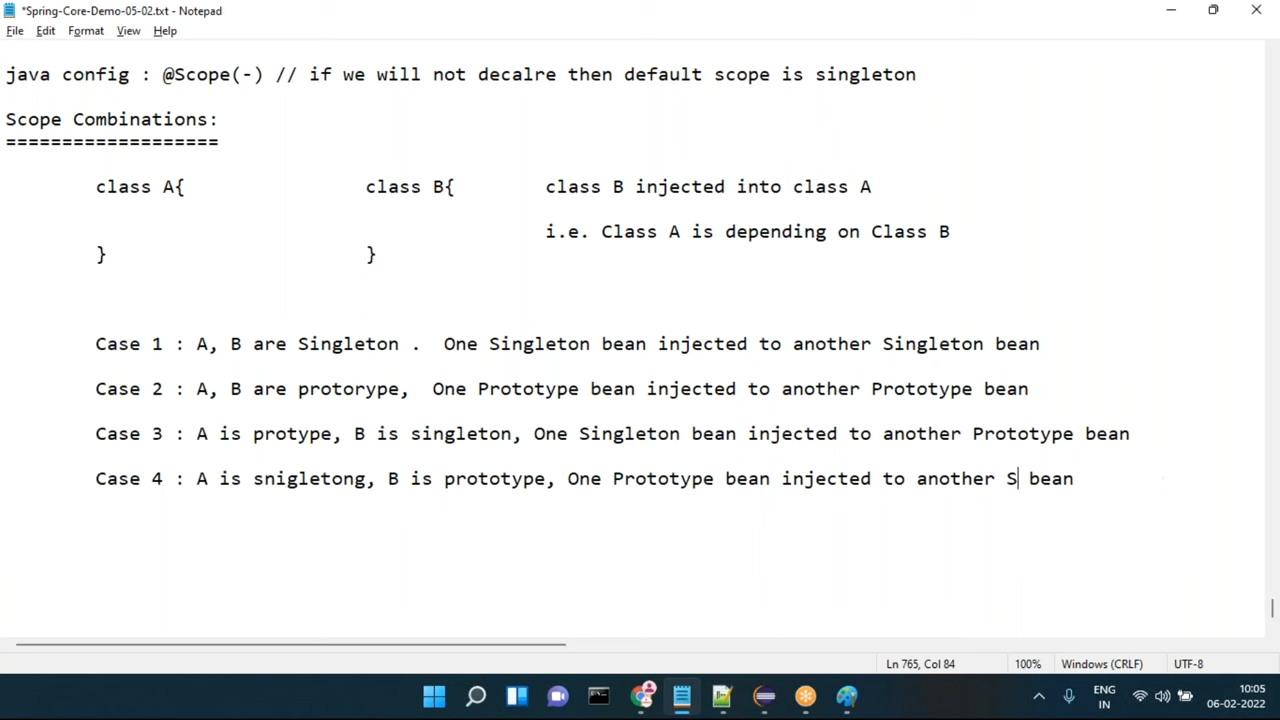 *Spring-Core-Demo-05-02.txt - Notepad
File Edit Format View Help
java config : @Scope(-) // if we will not decalre then default scope is singleton
Scope Combinations:
===================
class A{ class B{ class B injected into class A
i.e. Class A is depending on Class B
} }
Case 1 : A, B are Singleton . One Singleton bean injected to another Singleton bean
Case 2 : A, B are protorype, One Prototype bean injected to another Prototype bean
Case 3 : A is protype, B is singleton, One Singleton bean injected to another Prototype bean
Case 4 : A is snigletong, B is prototype, One Prototype bean injected to another S bean
Ln 765, Col 84 100% Windows (CRLF) UTF-8
ENG 10:05
IN 06-02-2022